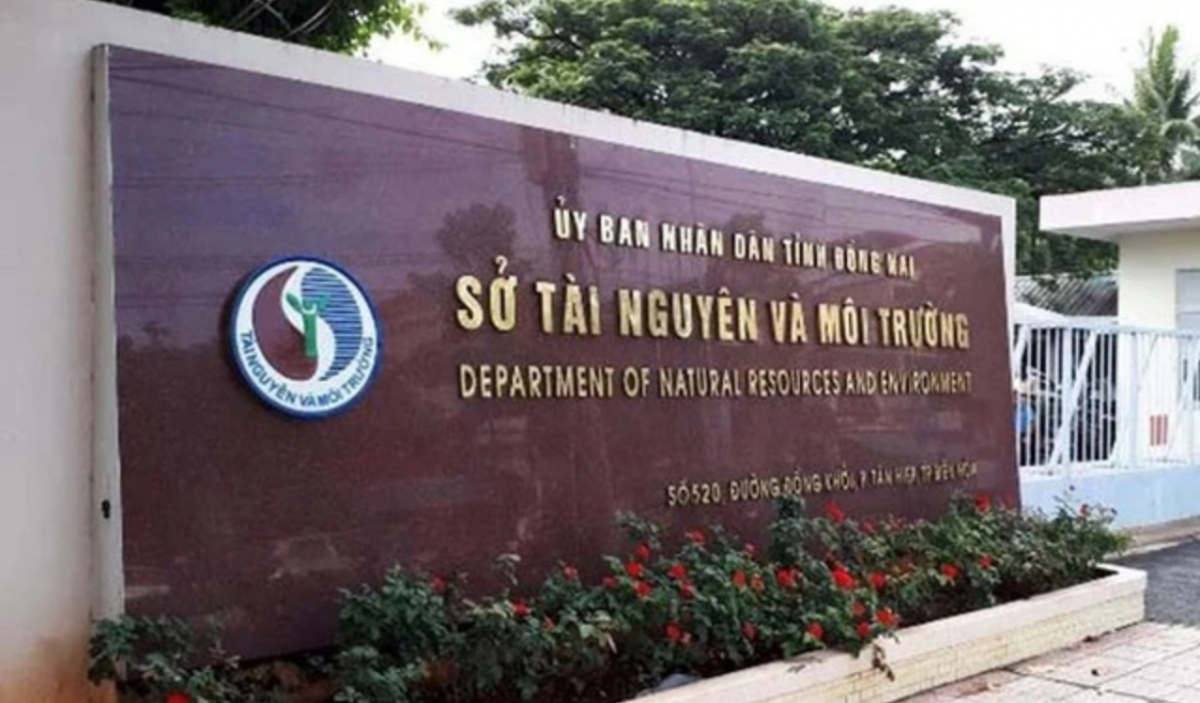 ỦY BAN NHÂN DÂN TỈNH ĐỒNG NAI
SỞ TÀI NGUYÊN VÀ MÔI TRƯỜNG
DEPARTMENT OF NATURAL RESOURCES AND ENVIRONMENT
SỐ 520, ĐƯỜNG ĐỒNG KHỞI, P. TÂN HIỆP, TP BIÊN HÒA
TÀI NGUYÊN VÀ MÔI TRƯỜNG